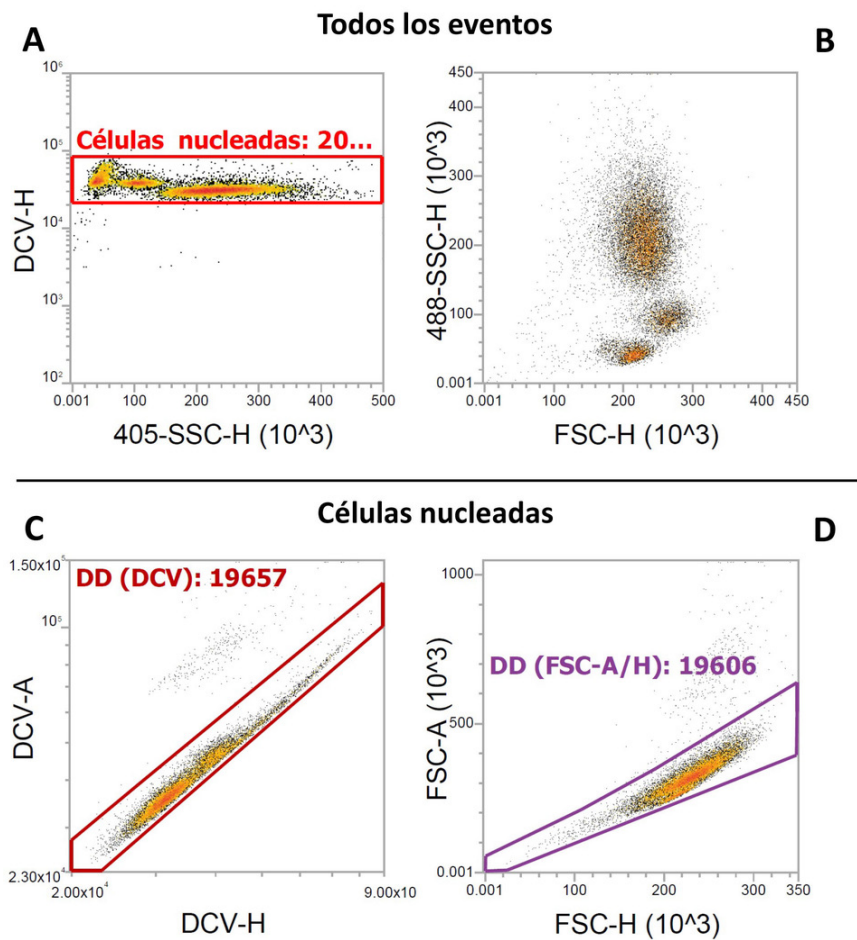 Todos los eventos
A
B
10⁶
10⁵
10⁴
10³
10²
DCV-H
Células nucleadas: 20...
0.001 100 200 300 400 500
405-SSC-H (10^3)
450
400
300
200
100
0.001
488-SSC-H (10^3)
0.001 100 200 300 400 450
FSC-H (10^3)
Células nucleadas
C
D
1.50x10⁵
10⁵
2.30x10⁴
DCV-A
DD (DCV): 19657
2.00x10⁴ 9.00x10
DCV-H
1000
500
0.001
FSC-A (10^3)
DD (FSC-A/H): 19606
0.001 100 200 300 350
FSC-H (10^3)